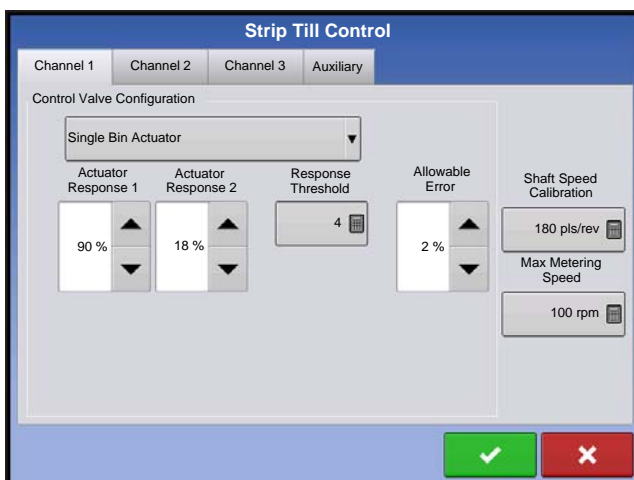 Strip Till Control
Channel 1 Channel 2 Channel 3 Auxiliary
Control Valve Configuration
Single Bin Actuator
Actuator
Response 1
Actuator
Response 2
Response
Threshold
Allowable
Error
Shaft Speed
Calibration
90 %
18 %
4
2 %
180 pls/rev
Max Metering
Speed
100 rpm